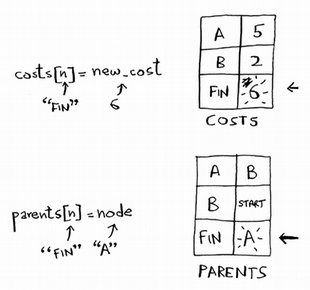 costs[n] = new_cost
"FIN" 6
A 5
B 2
FIN 6
COSTS
parents[n] = node
"FIN" "A"
A B
B START
FIN A
PARENTS